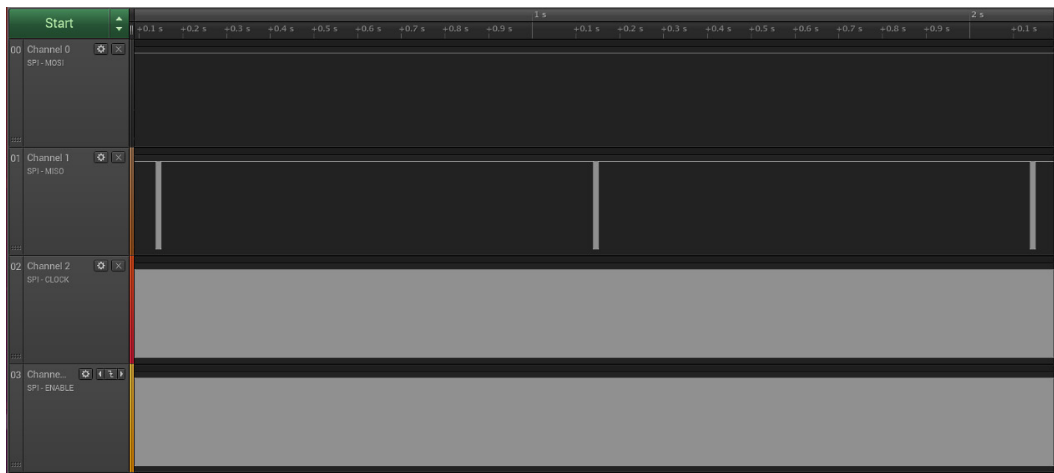 Start
1 s
2 s
+0.1 s +0.2 s +0.3 s +0.4 s +0.5 s +0.6 s +0.7 s +0.8 s +0.9 s +0.1 s +0.2 s +0.3 s +0.4 s +0.5 s +0.6 s +0.7 s +0.8 s +0.9 s +0.1 s
00 Channel 0
SPI - MOSI
01 Channel 1
SPI - MISO
02 Channel 2
SPI - CLOCK
03 Channe...
SPI - ENABLE